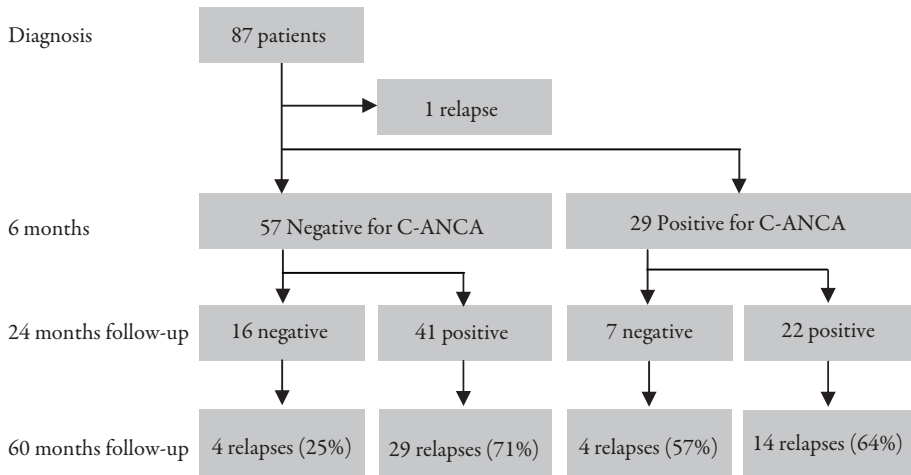 Diagnosis
87 patients
1 relapse
6 months
57 Negative for C-ANCA
29 Positive for C-ANCA
24 months follow-up
16 negative
41 positive
7 negative
22 positive
60 months follow-up
4 relapses (25%)
29 relapses (71%)
4 relapses (57%)
14 relapses (64%)